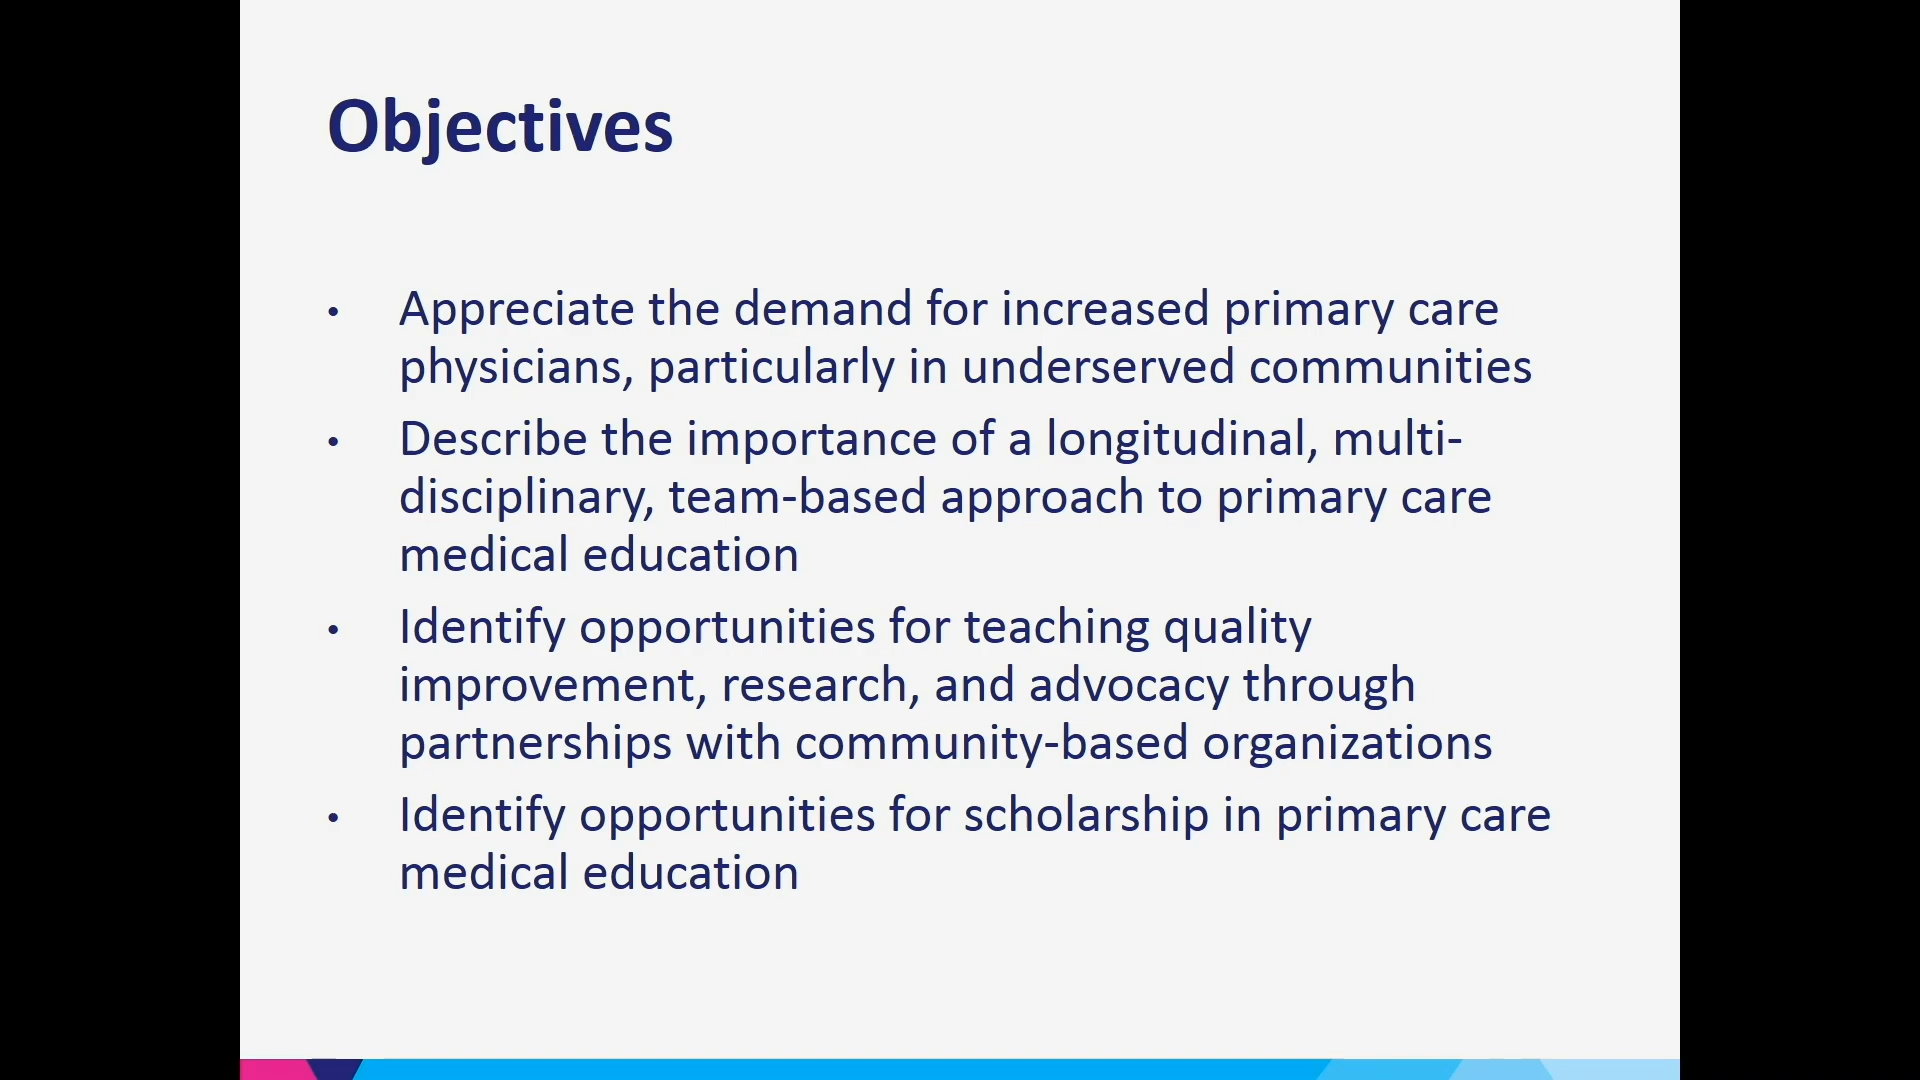 Objectives
• Appreciate the demand for increased primary care
physicians, particularly in underserved communities
• Describe the importance of a longitudinal, multi-
disciplinary, team-based approach to primary care
medical education
• Identify opportunities for teaching quality
improvement, research, and advocacy through
partnerships with community-based organizations
• Identify opportunities for scholarship in primary care
medical education